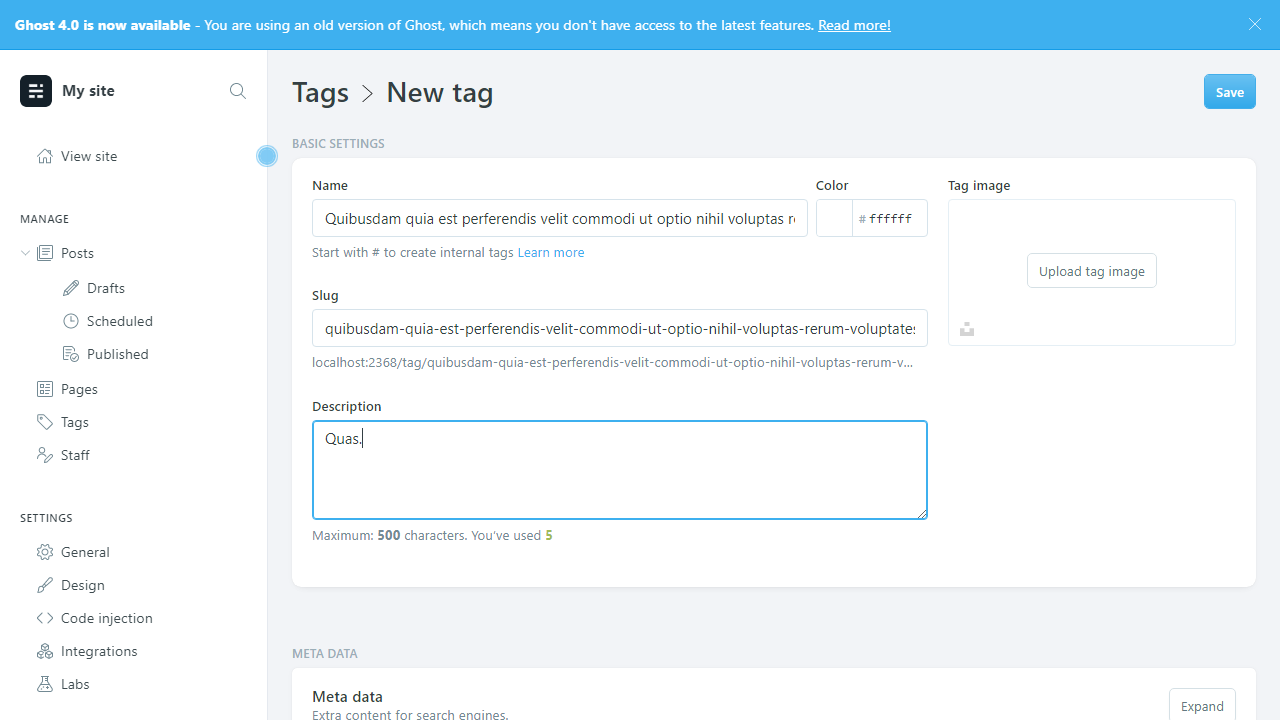 Ghost 4.0 is now available - You are using an old version of Ghost, which means you don't have access to the latest features. Read more!
My site
View site
MANAGE
Posts
Drafts
Scheduled
Published
Pages
Tags
Staff
SETTINGS
General
Design
Code injection
Integrations
Labs
Tags > New tag
Save
BASIC SETTINGS
Name
Quibusdam quia est perferendis velit commodi ut optio nihil voluptas
Start with # to create internal tags Learn more
Color
# ffffff
Slug
quibusdam-quia-est-perferendis-velit-commodi-ut-optio-nihil-voluptas-rerum-voluptates
localhost:2368/tag/quibusdam-quia-est-perferendis-velit-commodi-ut-optio-nihil-voluptas-rerum-v...
Description
Quas.
Maximum: 500 characters. You've used 5
Tag image
Upload tag image
META DATA
Meta data
Extra content for search engines.
Expand